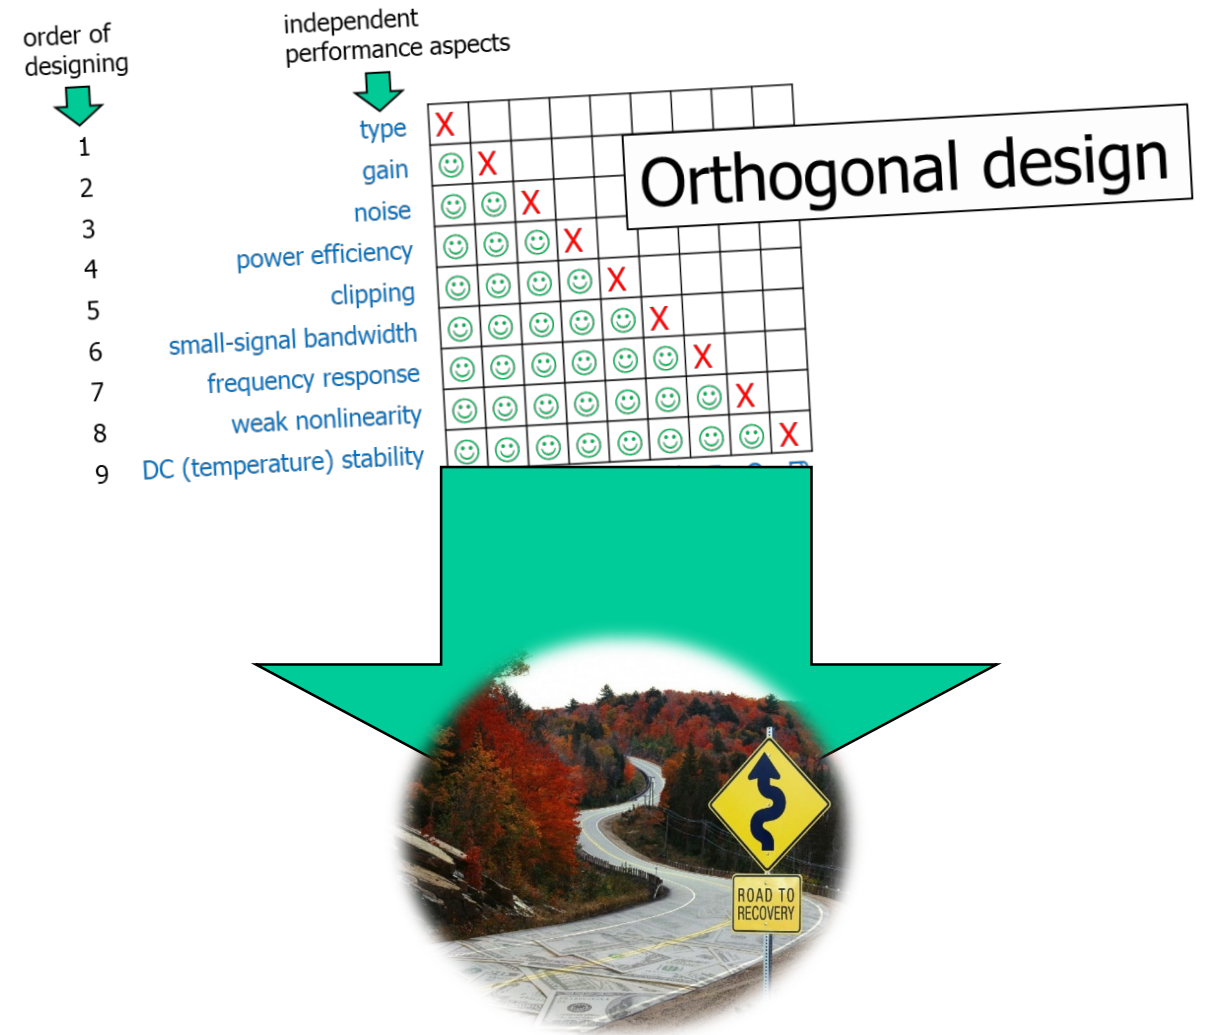 order of
designing
independent
performance aspects
1
2
3
4
5
6
7
8
9
type
gain
noise
power efficiency
clipping
small-signal bandwidth
frequency response
weak nonlinearity
DC (temperature) stability
X
X
X
X
X
X
X
X
X
Orthogonal design
ROAD TO
RECOVERY